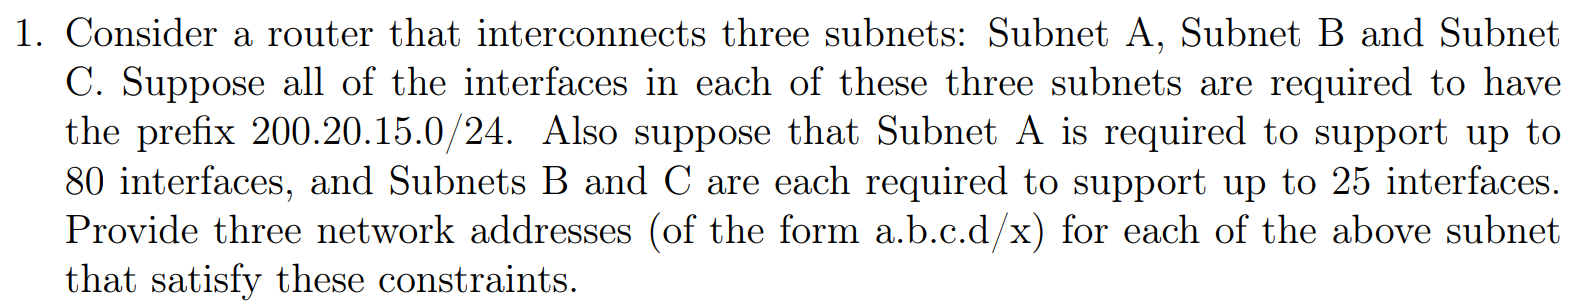 1. Consider a router that interconnects three subnets: Subnet A, Subnet B and Subnet
C. Suppose all of the interfaces in each of these three subnets are required to have
the prefix 200.20.15.0/24. Also suppose that Subnet A is required to support up to
80 interfaces, and Subnets B and C are each required to support up to 25 interfaces.
Provide three network addresses (of the form a.b.c.d/x) for each of the above subnet
that satisfy these constraints.